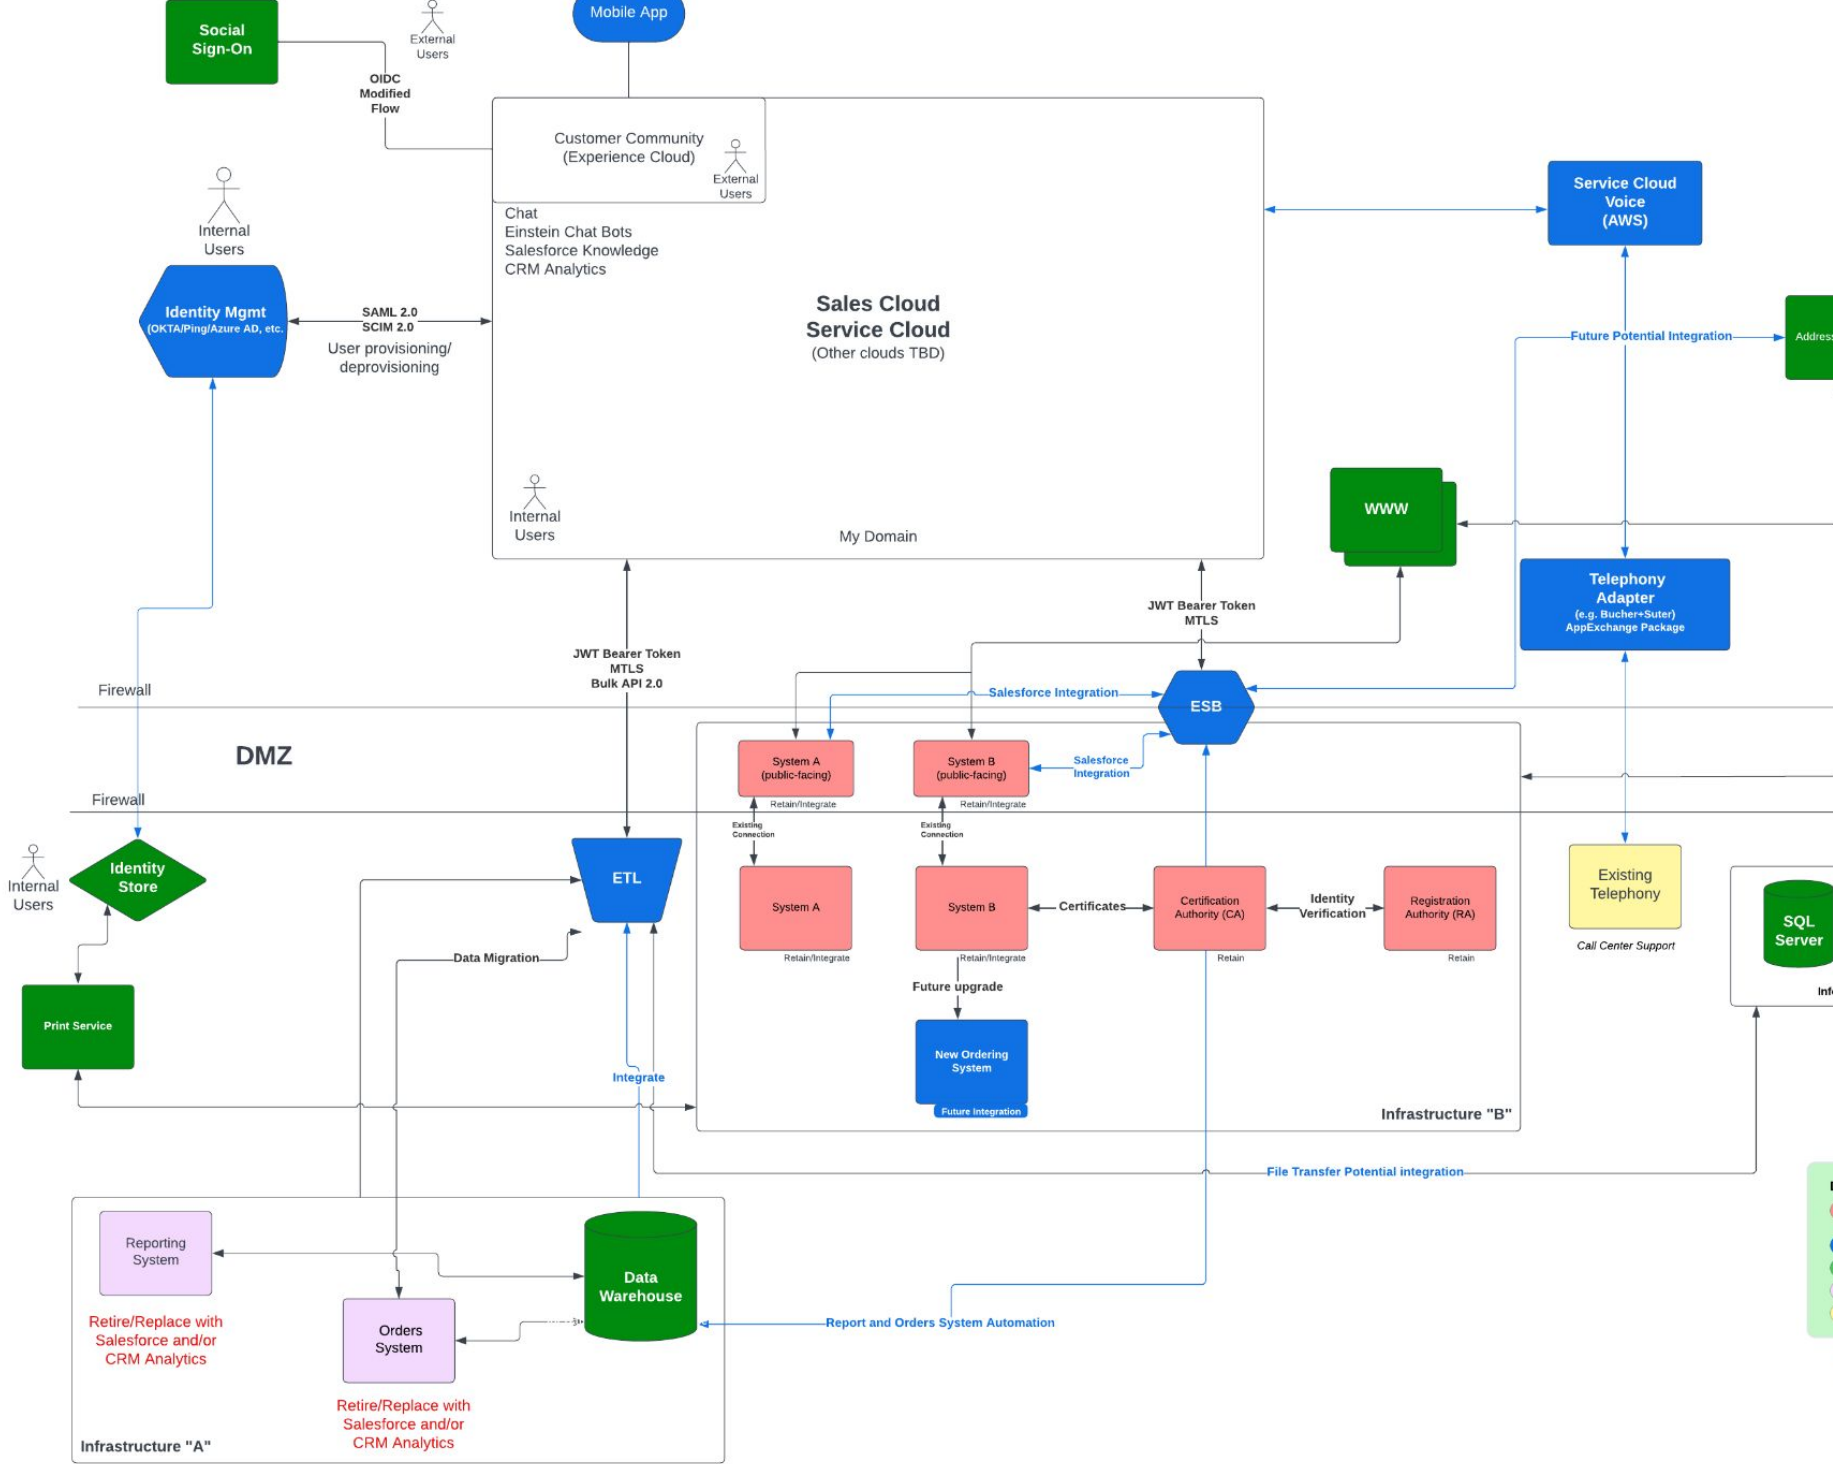 Social
Sign-On
External
Users
Mobile App
OIDC
Modified
Flow
Customer Community
(Experience Cloud)
External
Users
Chat
Einstein Chat Bots
Salesforce Knowledge
CRM Analytics
Internal
Users
Identity Mgmt
(OKTA/Ping/Azure AD, etc.
SAML 2.0
SCIM 2.0
User provisioning/
deprovisioning
Sales Cloud
Service Cloud
(Other clouds TBD)
Internal
Users
My Domain
Service Cloud
Voice
(AWS)
Future Potential Integration
Address
WWW
Telephony
Adapter
(e.g. Bucher+Suter)
AppExchange Package
JWT Bearer Token
MTLS
JWT Bearer Token
MTLS
Bulk API 2.0
Firewall
Salesforce Integration
ESB
DMZ
System A
(public-facing)
Retain/Integrate
System B
(public-facing)
Retain/Integrate
Salesforce
Integration
Firewall
Existing
Connection
Existing
Connection
Internal
Users
Identity
Store
ETL
System A
Retain/Integrate
System B
Retain/Integrate
Certificates
Certification
Authority (CA)
Retain
Identity
Verification
Registration
Authority (RA)
Retain
Existing
Telephony
Call Center Support
SQL
Server
Data Migration
Future upgrade
Print Service
New Ordering
System
Future Integration
Integrate
Infrastructure "B"
File Transfer Potential integration
Reporting
System
Retire/Replace with
Salesforce and/or
CRM Analytics
Data
Warehouse
Orders
System
Report and Orders System Automation
Retire/Replace with
Salesforce and/or
CRM Analytics
Infrastructure "A"